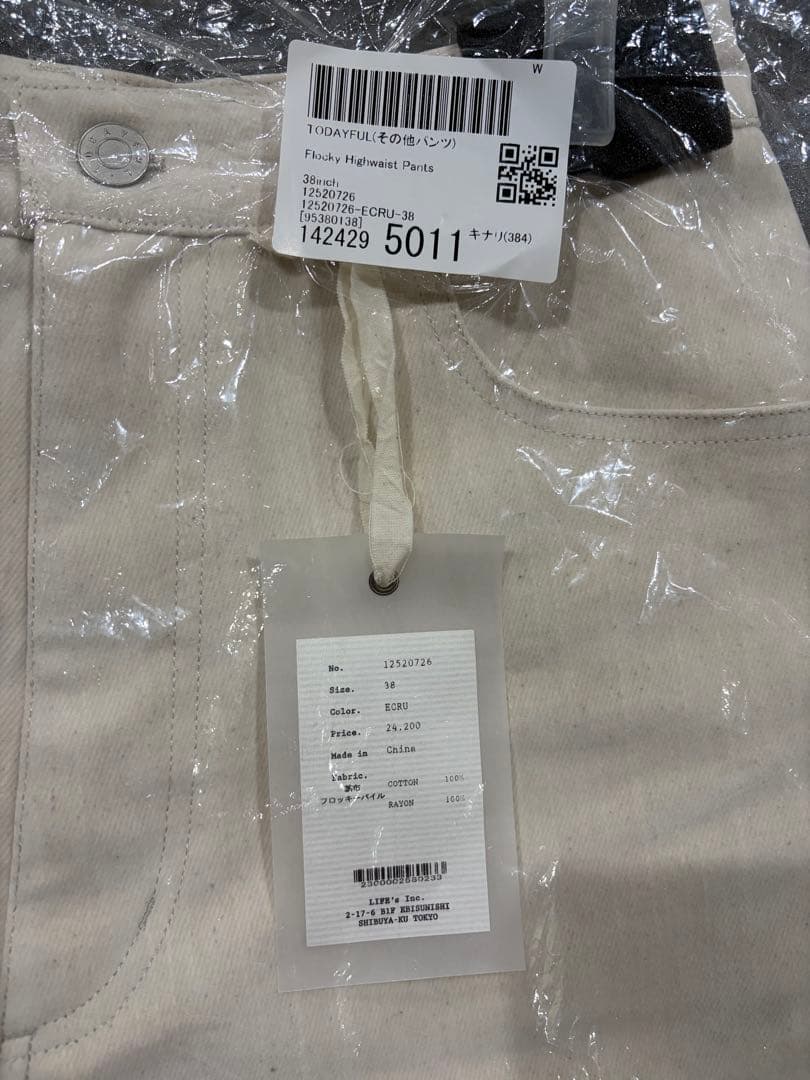 W
TODAYFUL(その他パンツ)
Flocky Highwaist Pants
38inch
12520726
12520726-ECRU-38
[95380138]
142429 5011 キナリ(384)
No. 12520726
Size. 38
Color. ECRU
Price. 24.200
Made in China
Fabric.
基布 COTTON 100%
フロッキーパイル RAYON 100%
2300002580233
LIFE's Inc.
2-17-6 B1F EBISUNISHI
SHIBUYA-KU TOKYO